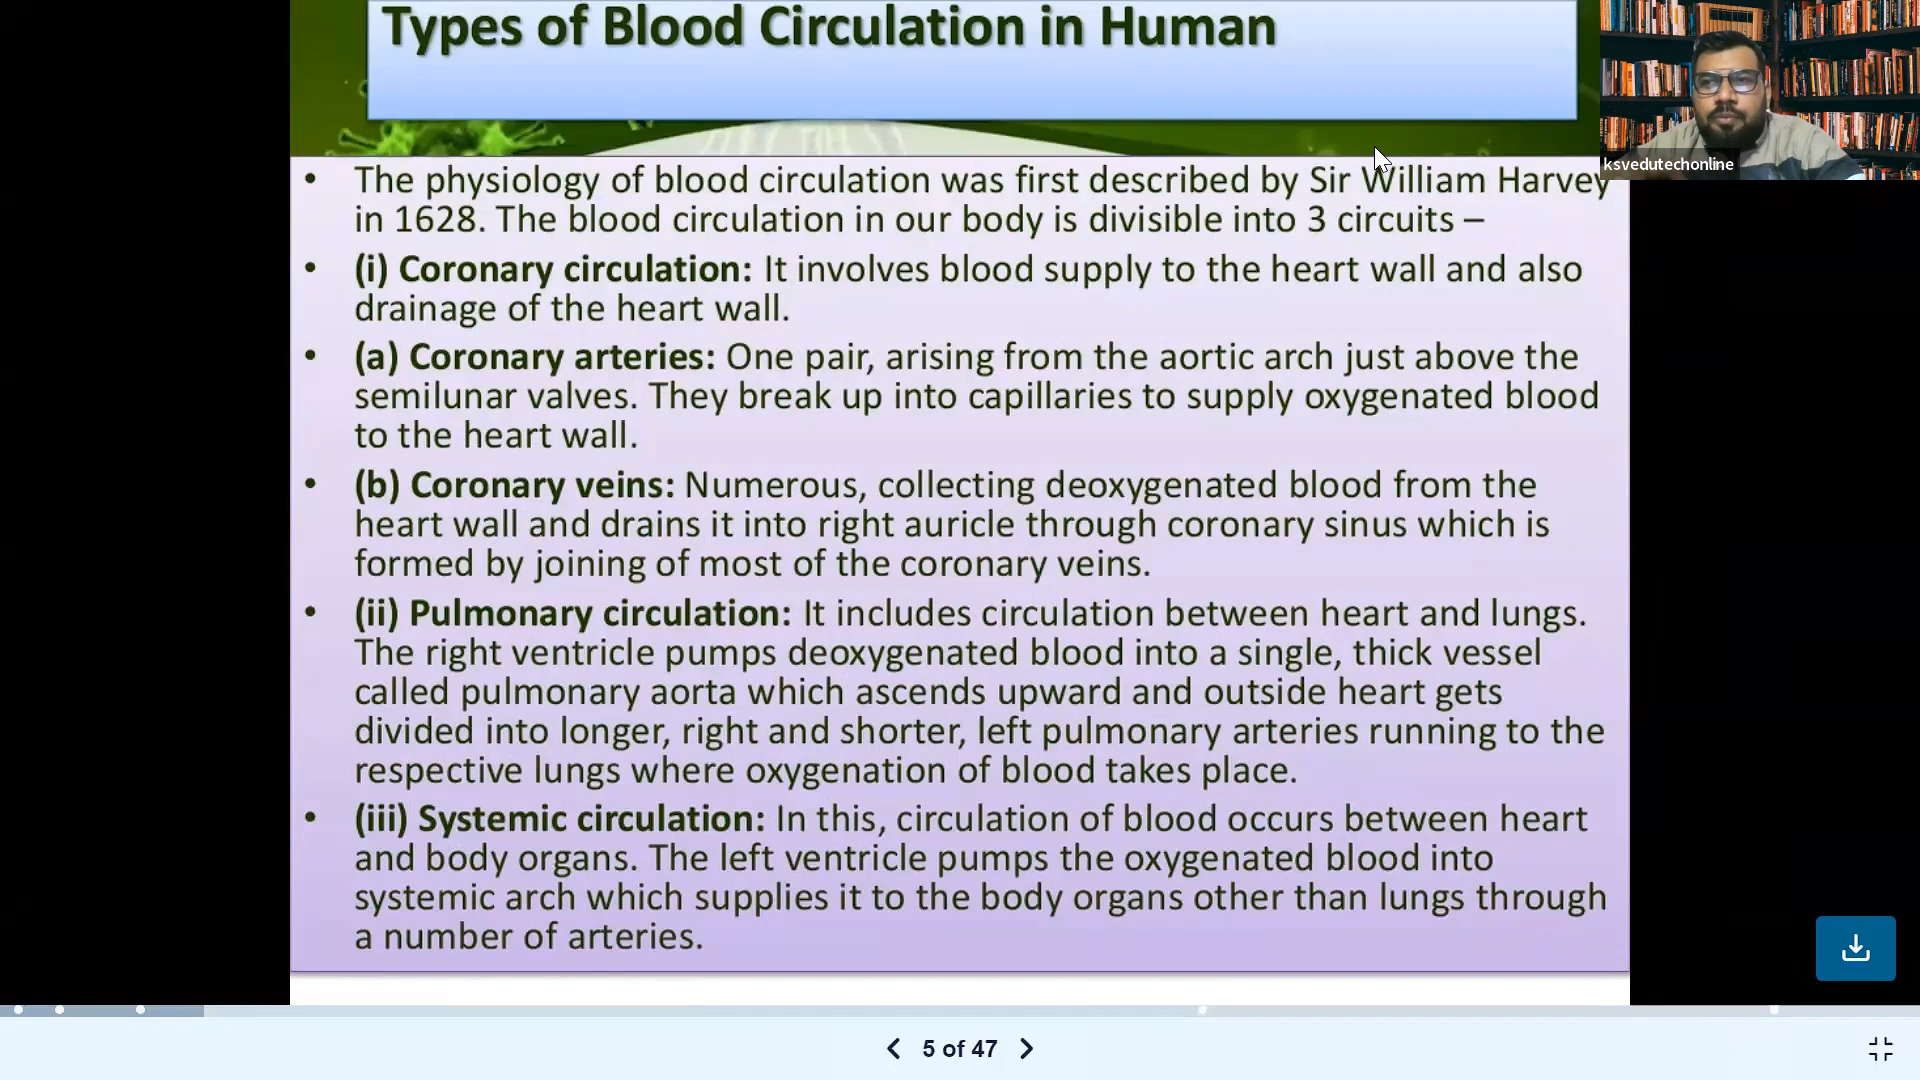 Types of Blood Circulation in Human
ksvedutechonline
• The physiology of blood circulation was first described by Sir William Harvey
in 1628. The blood circulation in our body is divisible into 3 circuits –
• (i) Coronary circulation: It involves blood supply to the heart wall and also
drainage of the heart wall.
• (a) Coronary arteries: One pair, arising from the aortic arch just above the
semilunar valves. They break up into capillaries to supply oxygenated blood
to the heart wall.
• (b) Coronary veins: Numerous, collecting deoxygenated blood from the
heart wall and drains it into right auricle through coronary sinus which is
formed by joining of most of the coronary veins.
• (ii) Pulmonary circulation: It includes circulation between heart and lungs.
The right ventricle pumps deoxygenated blood into a single, thick vessel
called pulmonary aorta which ascends upward and outside heart gets
divided into longer, right and shorter, left pulmonary arteries running to the
respective lungs where oxygenation of blood takes place.
• (iii) Systemic circulation: In this, circulation of blood occurs between heart
and body organs. The left ventricle pumps the oxygenated blood into
systemic arch which supplies it to the body organs other than lungs through
a number of arteries.
5 of 47